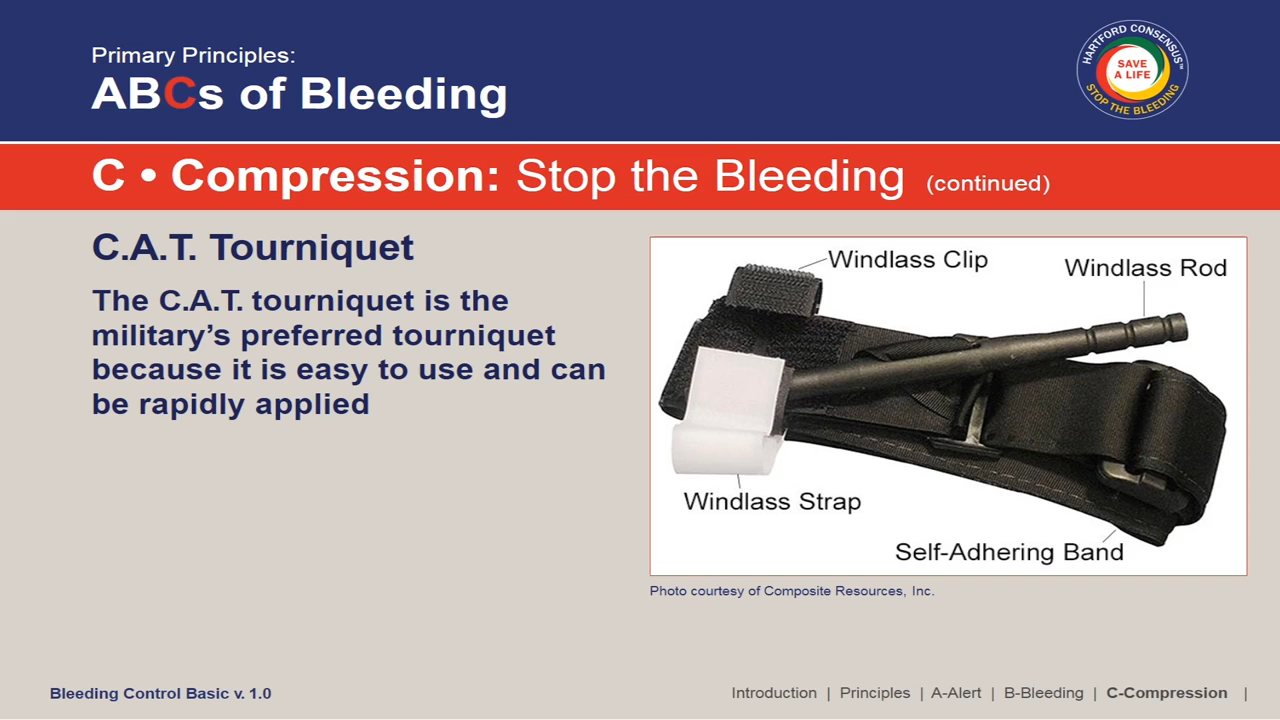 Primary Principles:
ABCs of Bleeding
HARTFORD CONSENSUS™
SAVE
A LIFE
STOP THE BLEEDING
C • Compression: Stop the Bleeding (continued)
C.A.T. Tourniquet
The C.A.T. tourniquet is the
military’s preferred tourniquet
because it is easy to use and can
be rapidly applied
Windlass Clip
Windlass Rod
Windlass Strap
Self-Adhering Band
Photo courtesy of Composite Resources, Inc.
Bleeding Control Basic v. 1.0
Introduction | Principles | A-Alert | B-Bleeding | C-Compression |